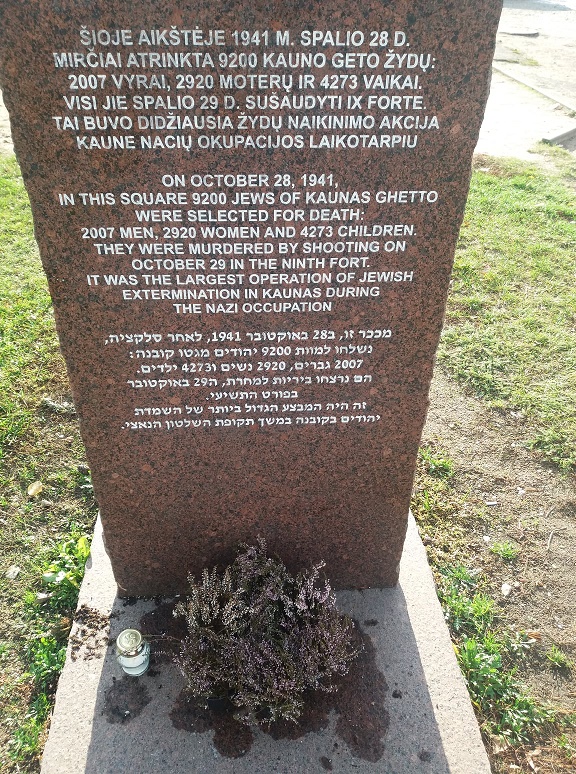 ŠIOJE AIKŠTĖJE 1941 M. SPALIO 28 D.
MIRČIAI ATRINKTA 9200 KAUNO GETO ŽYDŲ:
2007 VYRAI, 2920 MOTERŲ IR 4273 VAIKAI.
VISI JIE SPALIO 29 D. SUŠAUDYTI IX FORTE.
TAI BUVO DIDŽIAUSIA ŽYDŲ NAIKINIMO AKCIJA
KAUNE NACIŲ OKUPACIJOS LAIKOTARPIU
ON OCTOBER 28, 1941,
IN THIS SQUARE 9200 JEWS OF KAUNAS GHETTO
WERE SELECTED FOR DEATH:
2007 MEN, 2920 WOMEN AND 4273 CHILDREN.
THEY WERE MURDERED BY SHOOTING ON
OCTOBER 29 IN THE NINTH FORT.
IT WAS THE LARGEST OPERATION OF JEWISH
EXTERMINATION IN KAUNAS DURING
THE NAZI OCCUPATION
מככר זו, ב28 באוקטובר 1941, לאחר סלקציה,
נשלחו למוות 9200 יהודים מגטו קובנה:
2007 גברים, 2920 נשים ו4273 ילדים.
הם נרצחו ביריות למחרת, ה29 באוקטובר
בפורט התשיעי.
זה היה המבצע הגדול ביותר של השמדת
יהודים בקובנה במשך תקופת השלטון הנאצי.